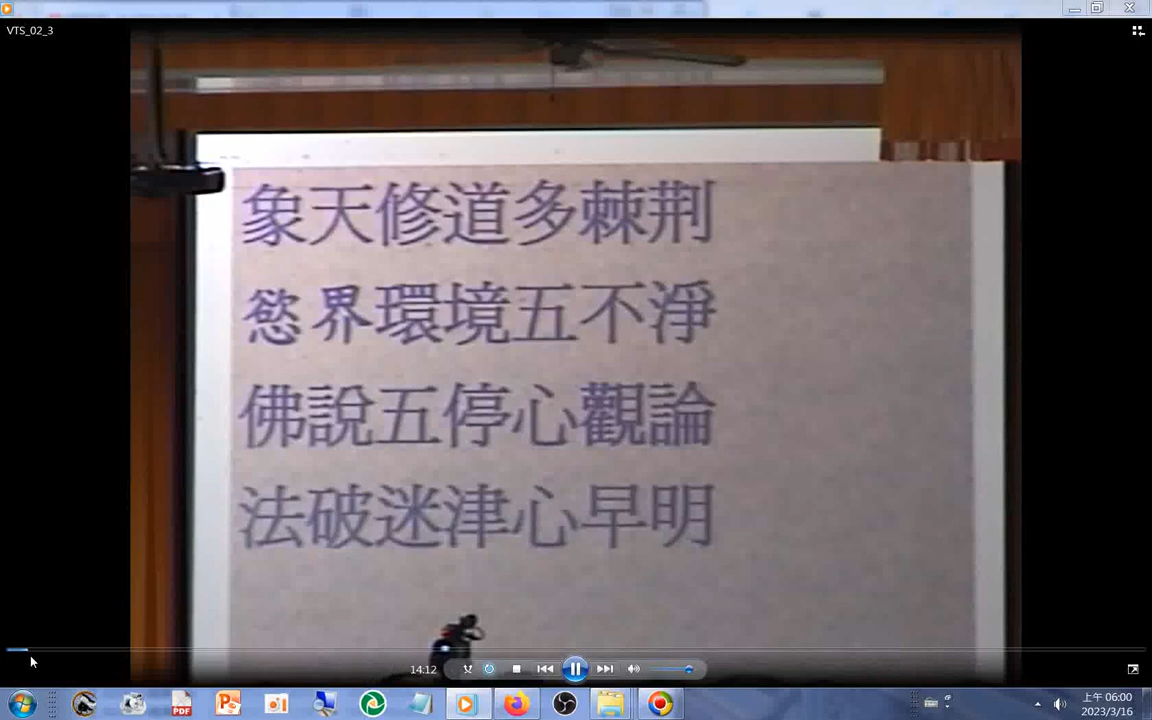 VTS_02_3
象天修道多棘荆
慾界環境五不淨
佛說五停心觀論
法破迷津心早明
14:12
PDF
上午 06:00
2023/3/16